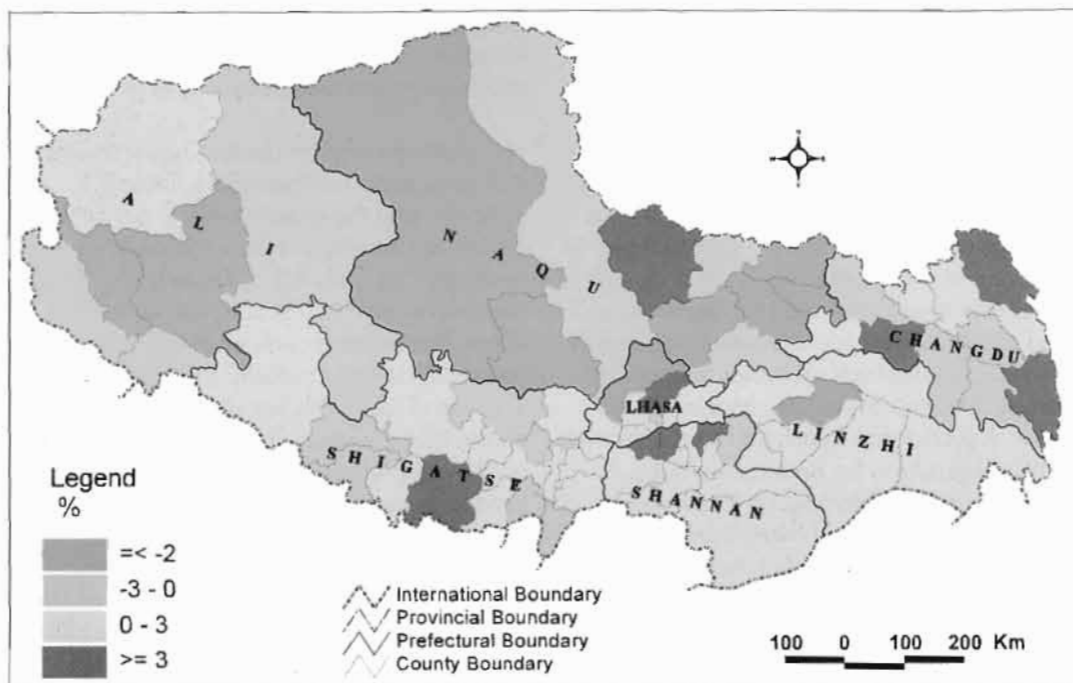 A L I
N A Q U
CHANGDU
LHASA
LINZHI
SHIGATSE
SHANNAN
Legend
%
=< -2
-3 - 0
0 - 3
>= 3
International Boundary
Provincial Boundary
Prefectural Boundary
County Boundary
100 0 100 200 Km